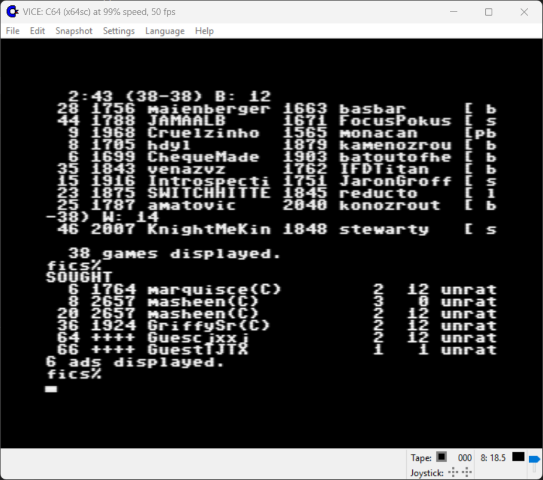 VICE: C64 (x64sc) at 99% speed, 50 fps
File Edit Snapshot Settings Language Help
2:43 (38-38) B: 12
28 1756 maienberger 1663 basbar [ b
44 1788 JAMAALB 1671 FocusPokus [ s
9 1968 Cruelzinho 1565 monacan [pb
8 1705 hdyl 1879 kamenozrou [ b
6 1699 ChequeMade 1903 batoutofhe [ b
35 1843 venazvz 1762 IFDTitan [ b
15 1816 Introspecti 1751 JaronGroff [ s
23 1879 SWITCHHITTE 1845 reducto [ l
25 1787 amatovic 2040 konozrout [ b
-38) W: 14
46 2007 KnightMeKin 1848 stewarty [ s
38 games displayed.
fics%
SOUGHT
6 1764 marquisce(C) 2 12 unrat
8 2657 masheen(C) 3 0 unrat
20 2657 masheen(C) 2 12 unrat
36 1924 GriffySr(C) 2 12 unrat
64 ++++ Guescjxxj 2 12 unrat
66 ++++ GuestTJTX 1 1 unrat
6 ads displayed.
fics%
Tape: 000 8: 18.5
Joystick: